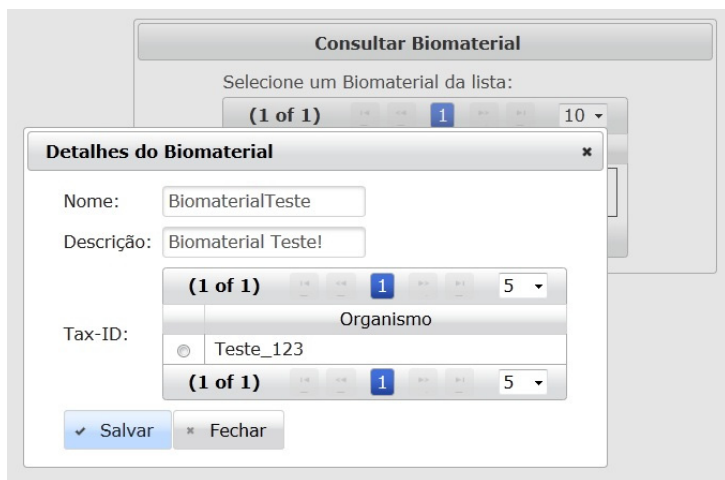 Consultar Biomaterial
Selecione um Biomaterial da lista:
(1 of 1) 1 10
Detalhes do Biomaterial
Nome: BiomaterialTeste
Descrição: Biomaterial Teste!
(1 of 1) 1 5
Organismo
Tax-ID:
Teste_123
(1 of 1) 1 5
Salvar Fechar